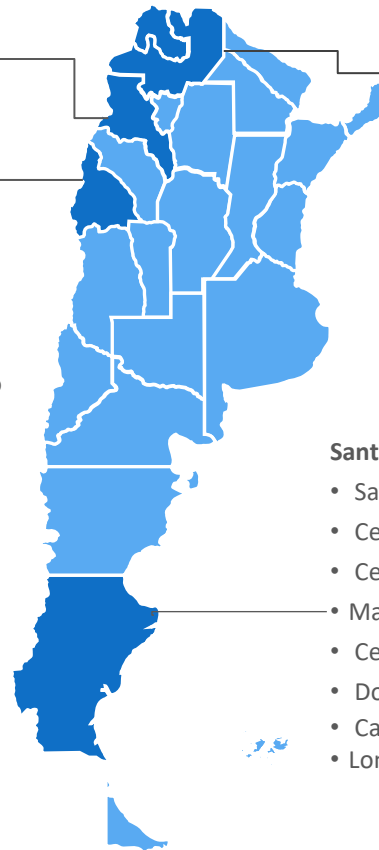 Sant
• Sa
• Ce
• Ce
• Ma
• Ce
• Do
• Ca
• Lor